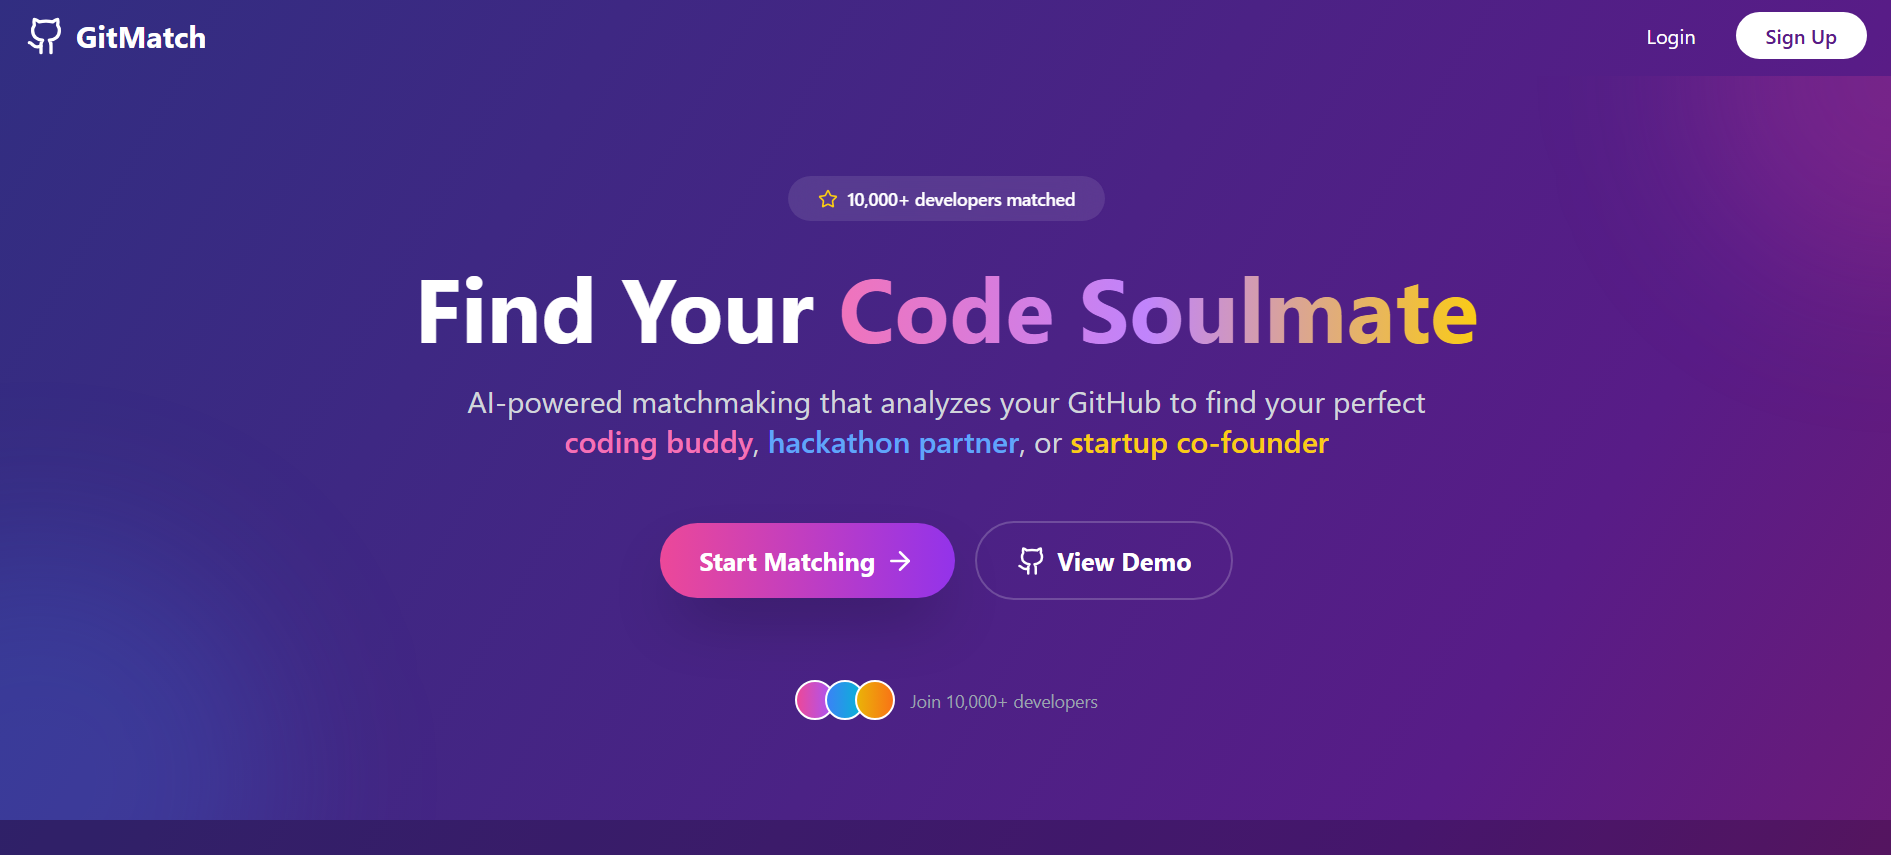 GitMatch
Login
Sign Up
10,000+ developers matched
Find Your Code Soulmate
AI-powered matchmaking that analyzes your GitHub to find your perfect
coding buddy, hackathon partner, or startup co-founder
Start Matching →
View Demo
Join 10,000+ developers